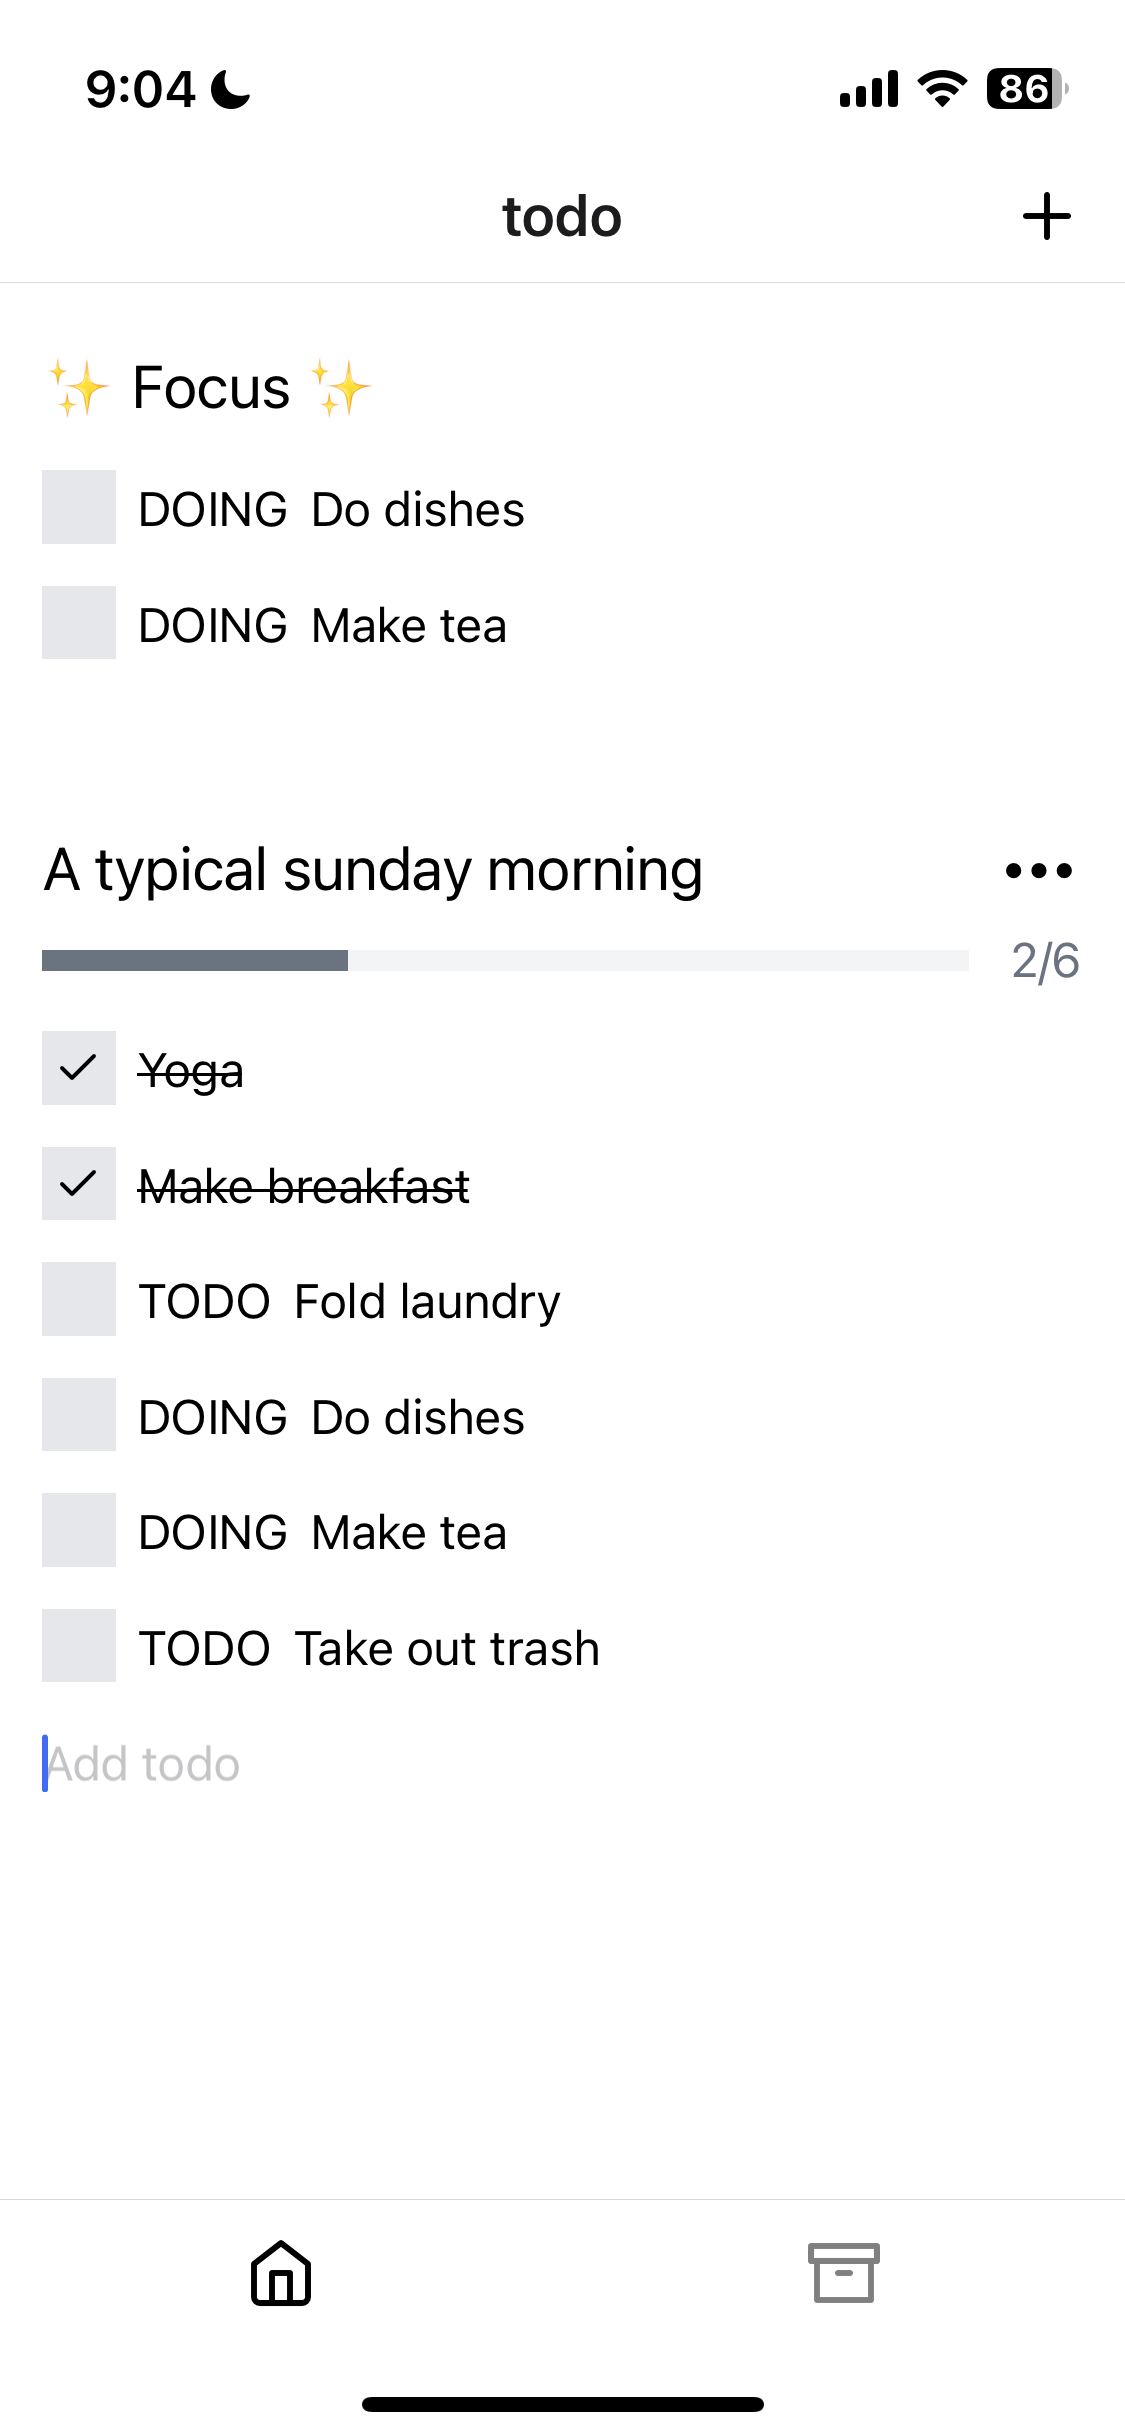 9:04
86
todo
✨ Focus ✨
DOING Do dishes
DOING Make tea
A typical sunday morning
2/6
Yoga
Make breakfast
TODO Fold laundry
DOING Do dishes
DOING Make tea
TODO Take out trash
Add todo